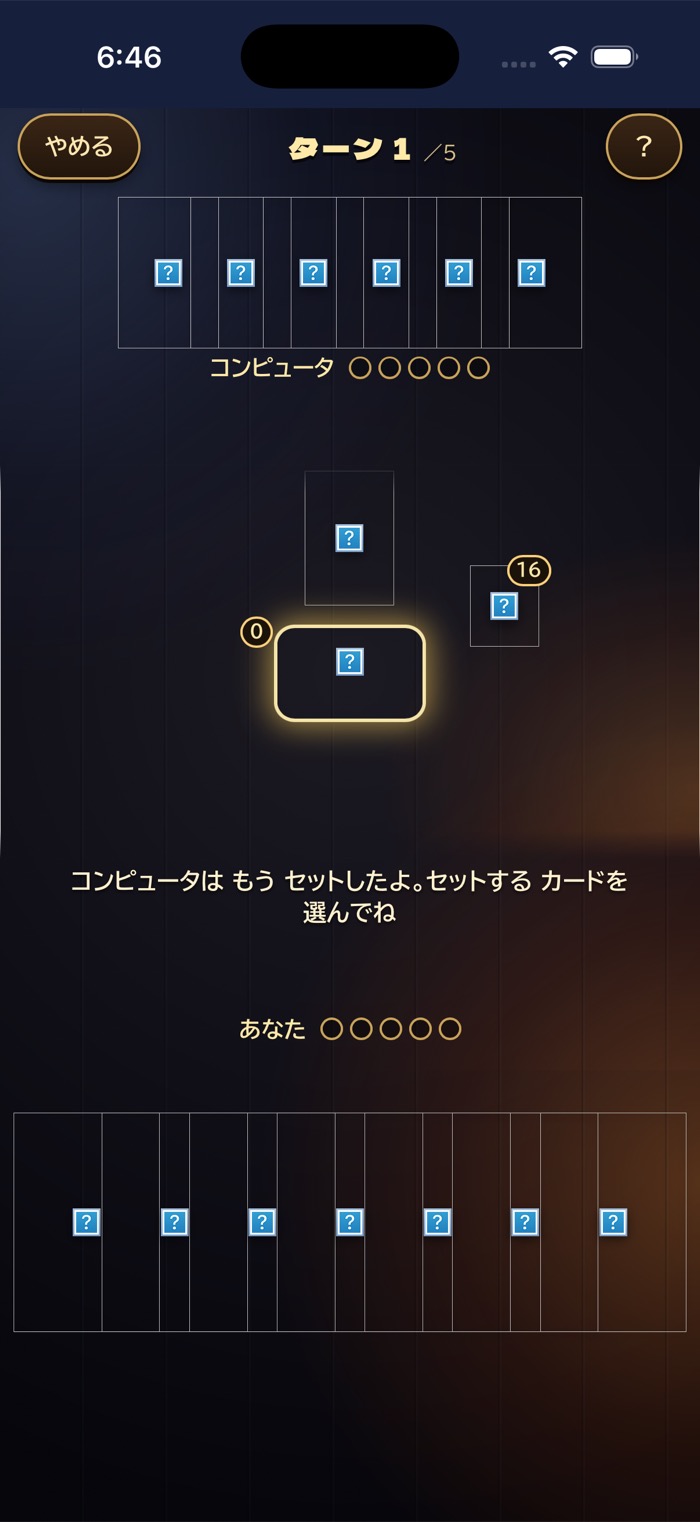 6:46
やめる
ターン 1 ／5
?
? ? ? ? ? ?
コンピュータ
?
16
?
0
?
コンピュータは もう セットしたよ。セットする カードを
選んでね
あなた
? ? ? ? ? ? ?